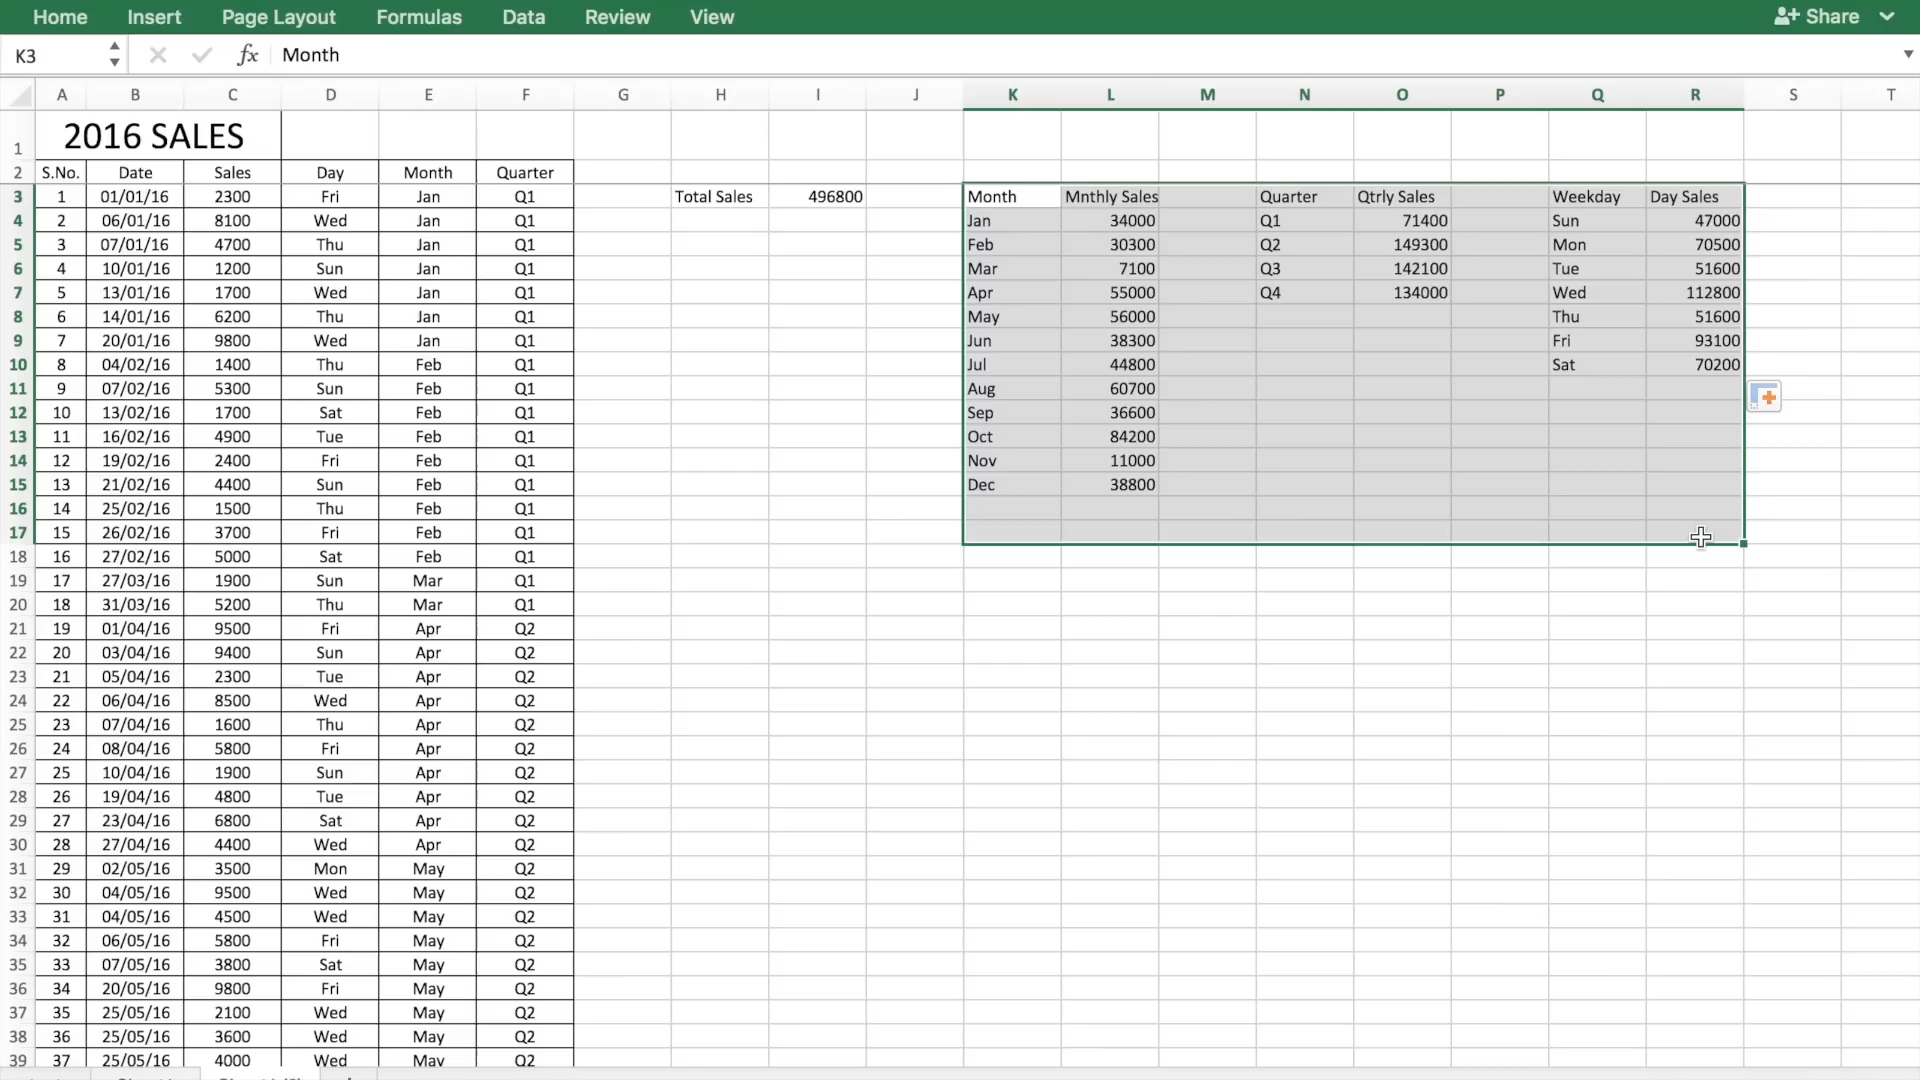 Home Insert Page Layout Formulas Data Review View Share
K3 fx Month
A B C D E F G H I J K L M N O P Q R S T
1 2016 SALES
2 S.No. Date Sales Day Month Quarter
3 1 01/01/16 2300 Fri Jan Q1 Total Sales 496800 Month Mnthly Sales Quarter Qtrly Sales Weekday Day Sales
4 2 06/01/16 8100 Wed Jan Q1 Jan 34000 Q1 71400 Sun 47000
5 3 07/01/16 4700 Thu Jan Q1 Feb 30300 Q2 149300 Mon 70500
6 4 10/01/16 1200 Sun Jan Q1 Mar 7100 Q3 142100 Tue 51600
7 5 13/01/16 1700 Wed Jan Q1 Apr 55000 Q4 134000 Wed 112800
8 6 14/01/16 6200 Thu Jan Q1 May 56000 Thu 51600
9 7 20/01/16 9800 Wed Jan Q1 Jun 38300 Fri 93100
10 8 04/02/16 1400 Thu Feb Q1 Jul 44800 Sat 70200
11 9 07/02/16 5300 Sun Feb Q1 Aug 60700
12 10 13/02/16 1700 Sat Feb Q1 Sep 36600
13 11 16/02/16 4900 Tue Feb Q1 Oct 84200
14 12 19/02/16 2400 Fri Feb Q1 Nov 11000
15 13 21/02/16 4400 Sun Feb Q1 Dec 38800
16 14 25/02/16 1500 Thu Feb Q1
17 15 26/02/16 3700 Fri Feb Q1
18 16 27/02/16 5000 Sat Feb Q1
19 17 27/03/16 1900 Sun Mar Q1
20 18 31/03/16 5200 Thu Mar Q1
21 19 01/04/16 9500 Fri Apr Q2
22 20 03/04/16 9400 Sun Apr Q2
23 21 05/04/16 2300 Tue Apr Q2
24 22 06/04/16 8500 Wed Apr Q2
25 23 07/04/16 1600 Thu Apr Q2
26 24 08/04/16 5800 Fri Apr Q2
27 25 10/04/16 1900 Sun Apr Q2
28 26 19/04/16 4800 Tue Apr Q2
29 27 23/04/16 6800 Sat Apr Q2
30 28 27/04/16 4400 Wed Apr Q2
31 29 02/05/16 3500 Mon May Q2
32 30 04/05/16 9500 Wed May Q2
33 31 04/05/16 4500 Wed May Q2
34 32 06/05/16 5800 Fri May Q2
35 33 07/05/16 3800 Sat May Q2
36 34 20/05/16 9800 Fri May Q2
37 35 25/05/16 2100 Wed May Q2
38 36 25/05/16 3600 Wed May Q2
39 37 25/05/16 4000 Wed May Q2